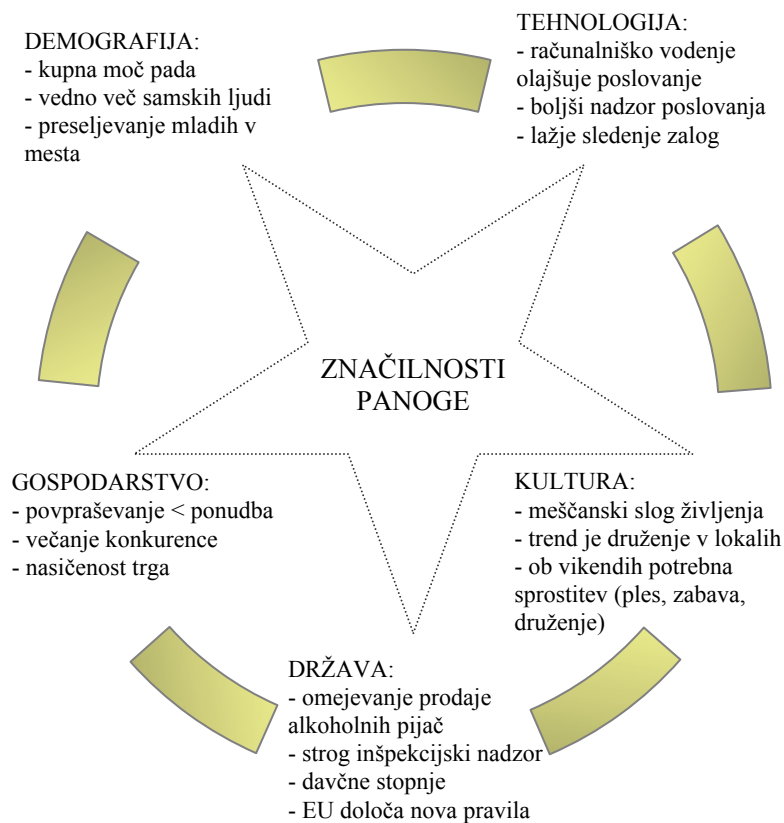 DEMOGRAFIJA:
- kupna moč pada
- vedno več samskih ljudi
- preseljevanje mladih v
mesta
TEHNOLOGIJA:
- računalniško vodenje
olajšuje poslovanje
- boljši nadzor poslovanja
- lažje sledenje zalog
ZNAČILNOSTI
PANOGE
GOSPODARSTVO:
- povpraševanje < ponudba
- večanje konkurence
- nasičenost trga
KULTURA:
- meščanski slog življenja
- trend je druženje v lokalih
- ob vikendih potrebna
sprostitev (ples, zabava,
druženje)
DRŽAVA:
- omejevanje prodaje
alkoholnih pijač
- strog inšpekcijski nadzor
- davčne stopnje
- EU določa nova pravila